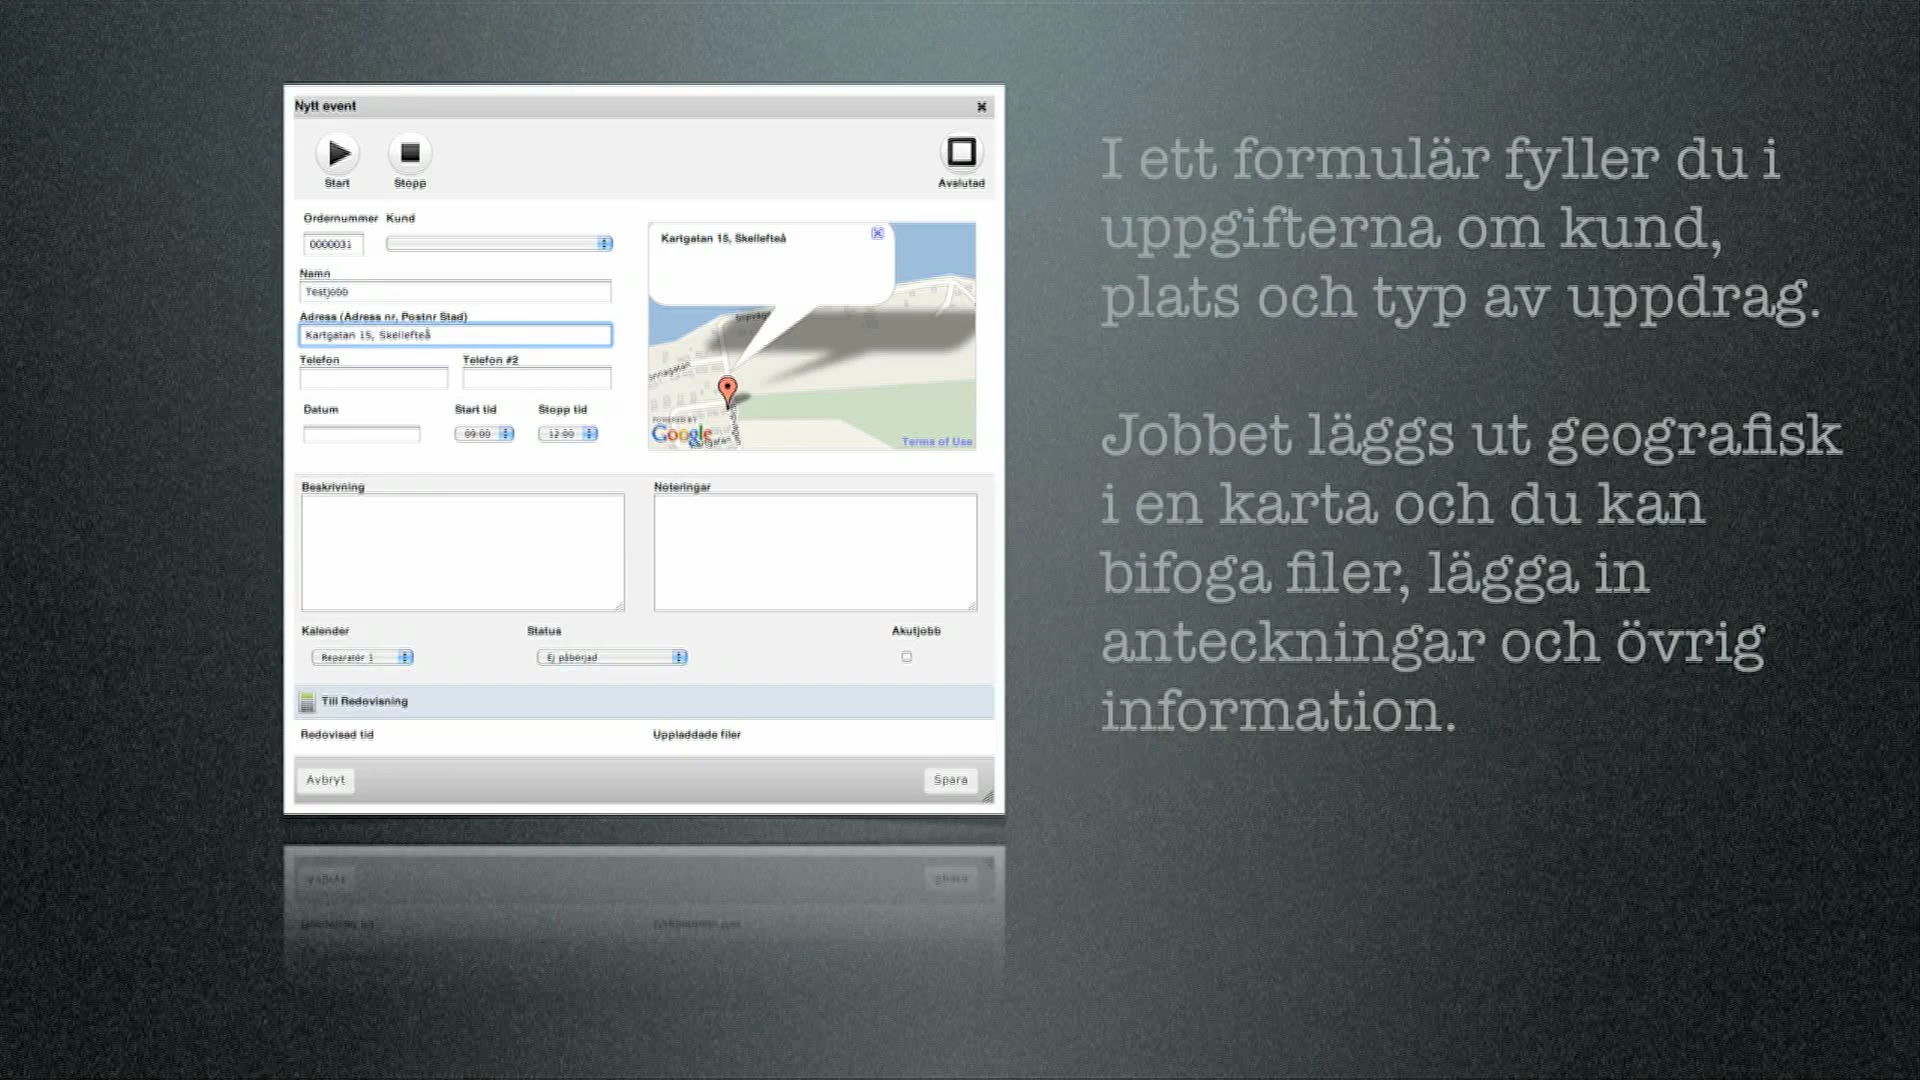 Nytt event
Start
Stopp
Avslutad
Ordernummer Kund
0000031
Namn
Testjobb
Adress (Adress nr, Postnr Stad)
Kartgatan 15, Skellefteå
Telefon
Telefon #2
Datum
Start tid
Stopp tid
09:00
12:00
Kartgatan 15, Skellefteå
POWERED BY
Google
Terms of Use
Beskrivning
Noteringar
Kalender
Status
Akutjobb
Reparatör 1
Ej påbörjad
Till Redovisning
Redovisad tid
Uppladdade filer
Avbryt
Spara
I ett formulär fyller du i
uppgifterna om kund,
plats och typ av uppdrag.
Jobbet läggs ut geografisk
i en karta och du kan
bifoga filer, lägga in
anteckningar och övrig
information.